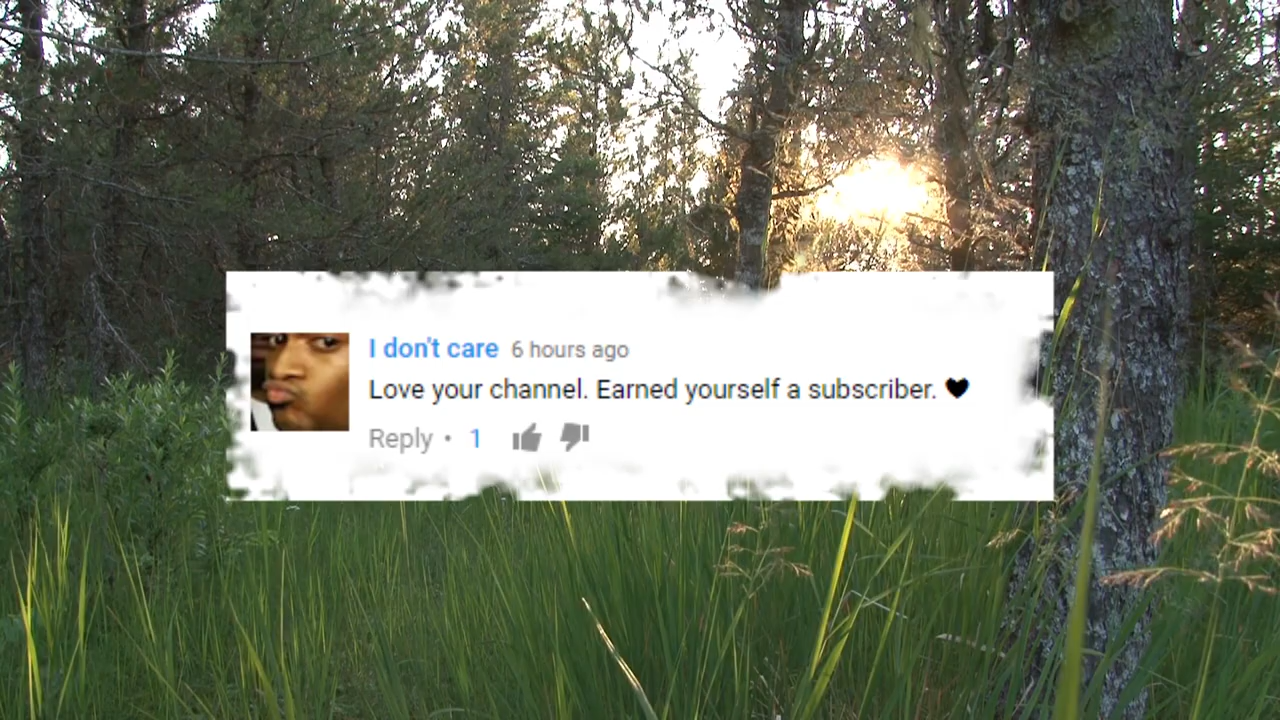 I don't care 6 hours ago
Love your channel. Earned yourself a subscriber. 🖤
Reply • 1